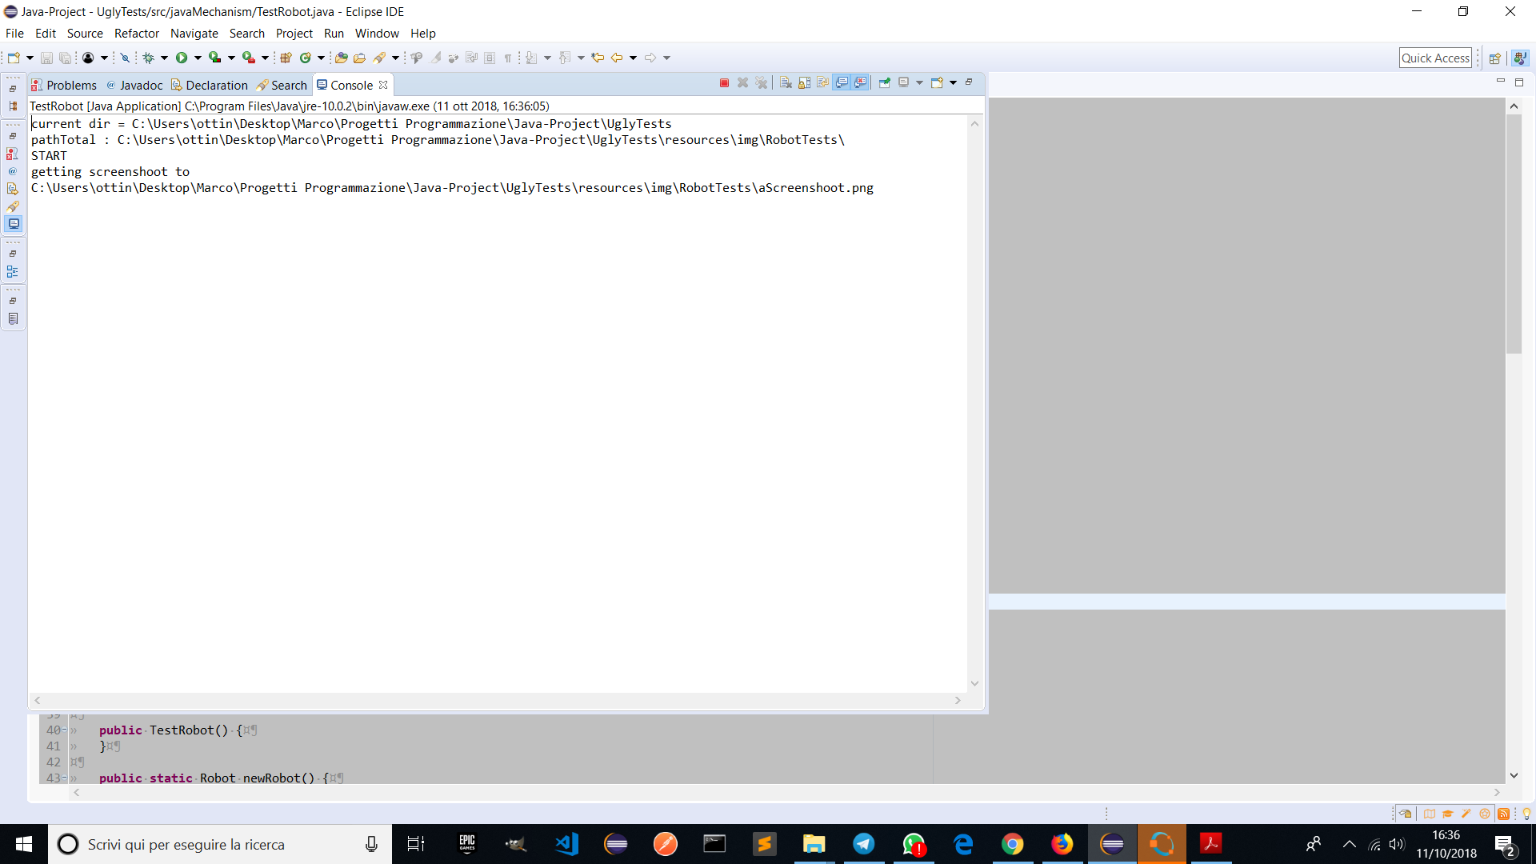 Java-Project - UglyTests/src/javaMechanism/TestRobot.java - Eclipse IDE
File Edit Source Refactor Navigate Search Project Run Window Help
Quick Access
Problems @ Javadoc Declaration Search Console
TestRobot [Java Application] C:\Program Files\Java\jre-10.0.2\bin\javaw.exe (11 ott 2018, 16:36:05)
current dir = C:\Users\ottin\Desktop\Marco\Progetti Programmazione\Java-Project\UglyTests
pathTotal : C:\Users\ottin\Desktop\Marco\Progetti Programmazione\Java-Project\UglyTests\resources\img\RobotTests\
START
getting screenshoot to
C:\Users\ottin\Desktop\Marco\Progetti Programmazione\Java-Project\UglyTests\resources\img\RobotTests\aScreenshoot.png
39 ¤¶
40 » public·TestRobot()·{¤¶
41 » }¤¶
42 ¤¶
43 » public·static·Robot·newRobot()·{¤¶
Scrivi qui per eseguire la ricerca
EPIC GAMES
16:36
11/10/2018
2